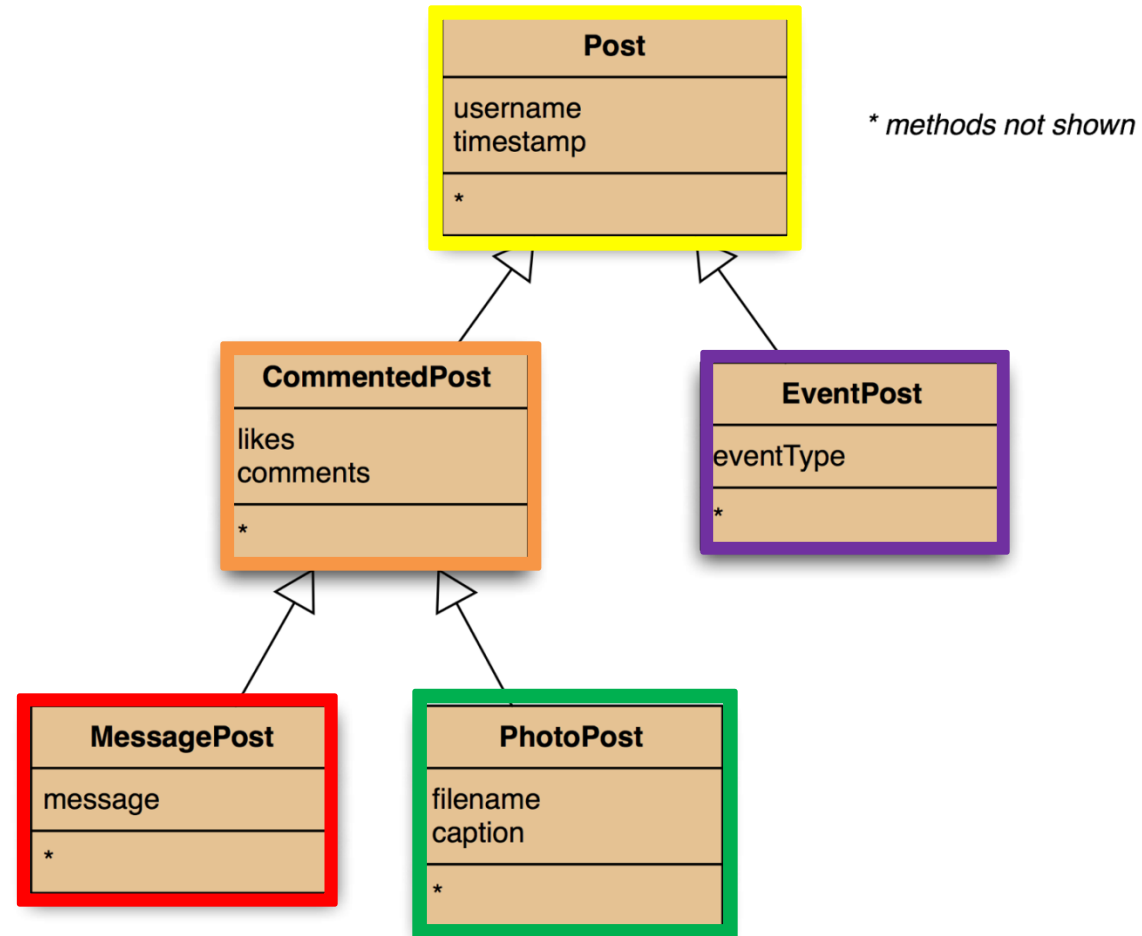 Post
username
timestamp
*
* methods not shown
CommentedPost
likes
comments
*
EventPost
eventType
*
MessagePost
message
*
PhotoPost
filename
caption
*